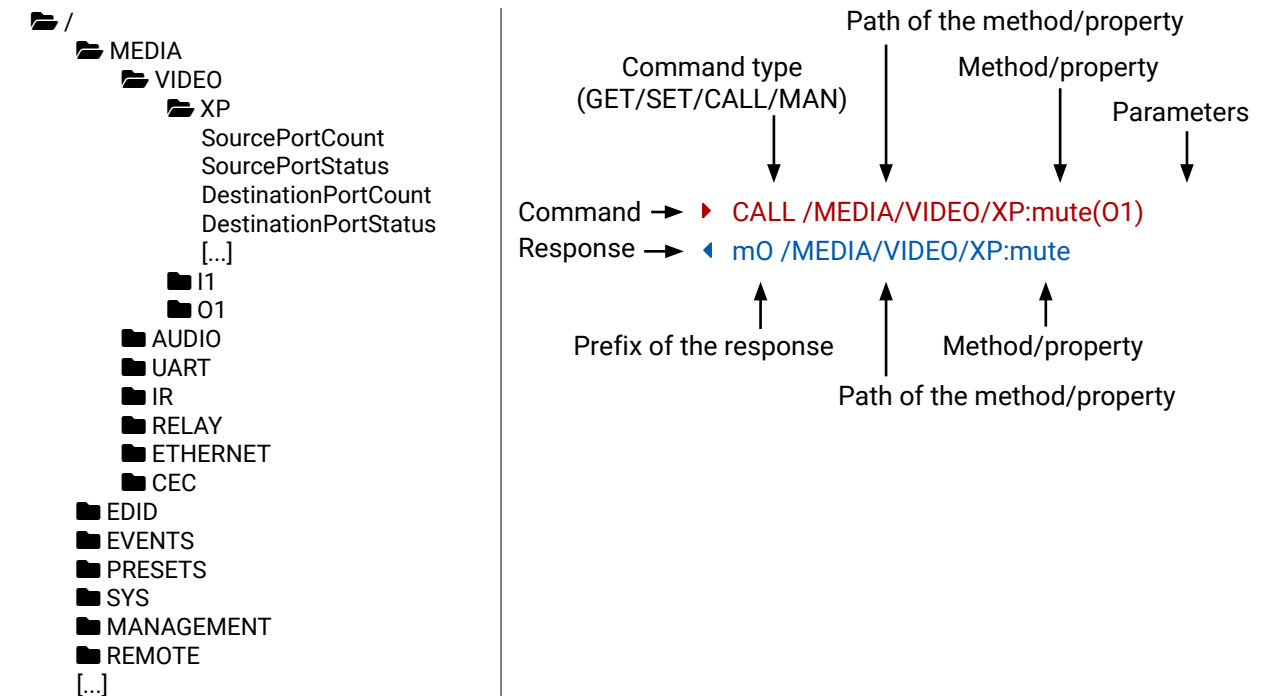 /
MEDIA
VIDEO
XP
SourcePortCount
SourcePortStatus
DestinationPortCount
DestinationPortStatus
[...]
I1
O1
AUDIO
UART
IR
RELAY
ETHERNET
CEC
EDID
EVENTS
PRESETS
SYS
MANAGEMENT
REMOTE
[...]
Path of the method/property
Command type
(GET/SET/CALL/MAN)
Method/property
Parameters
Command
CALL /MEDIA/VIDEO/XP:mute(O1)
Response
mO /MEDIA/VIDEO/XP:mute
Prefix of the response
Method/property
Path of the method/property